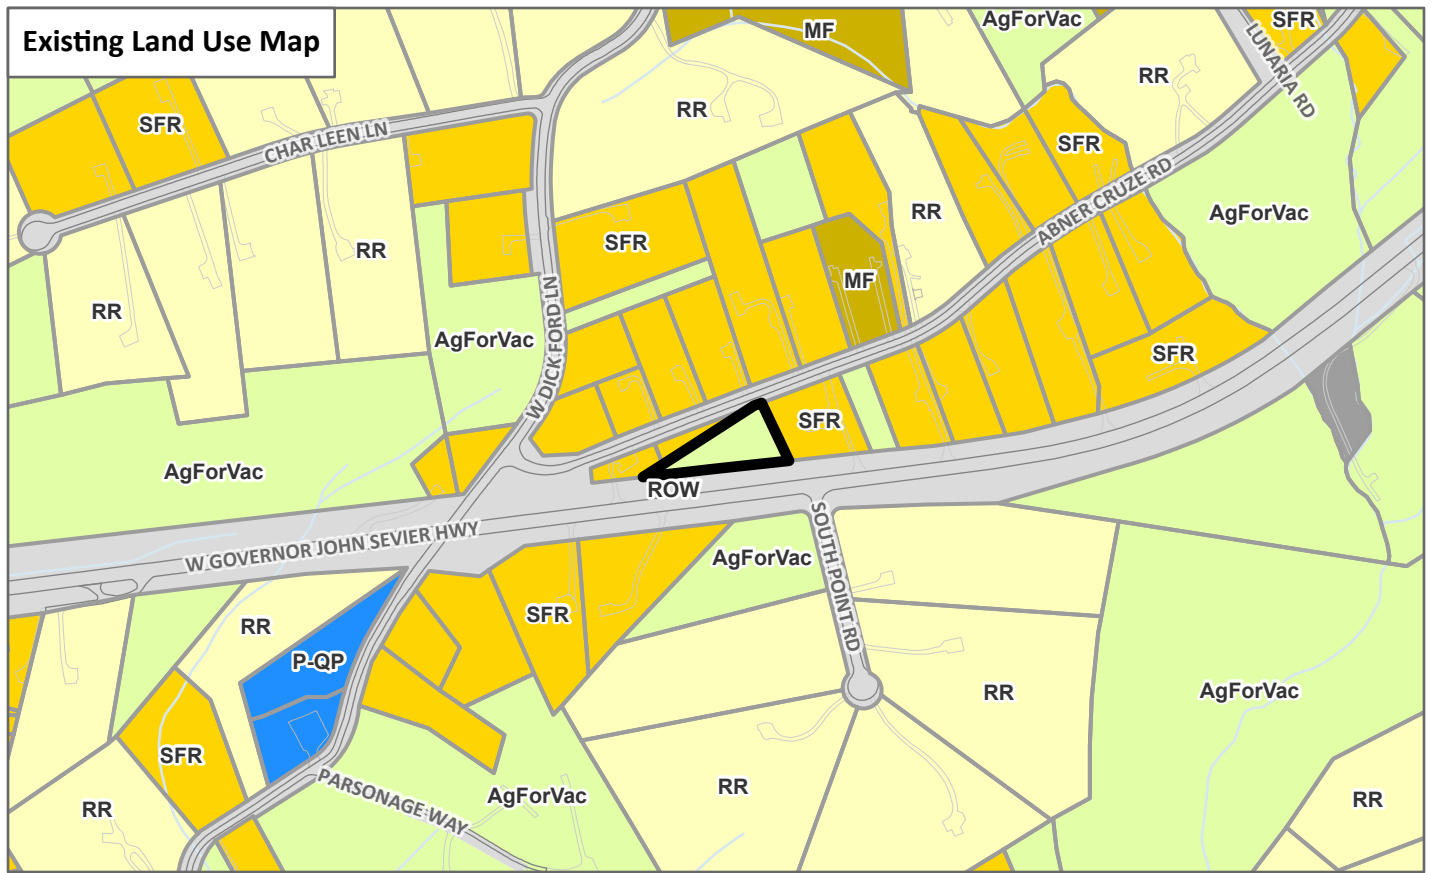 Existing Land Use Map
MF
AgForVac
SFR
LUNARIA RD
RR
RR
SFR
CHAR LEEN LN
SFR
ABNER CRUZE RD
RR
AgForVac
SFR
RR
MF
RR
W DICK FORD LN
AgForVac
SFR
SFR
AgForVac
ROW
W GOVERNOR JOHN SEVIER HWY
SOUTH POINT RD
AgForVac
SFR
RR
P-QP
RR
AgForVac
SFR
PARSONAGE WAY
AgForVac
RR
RR
RR